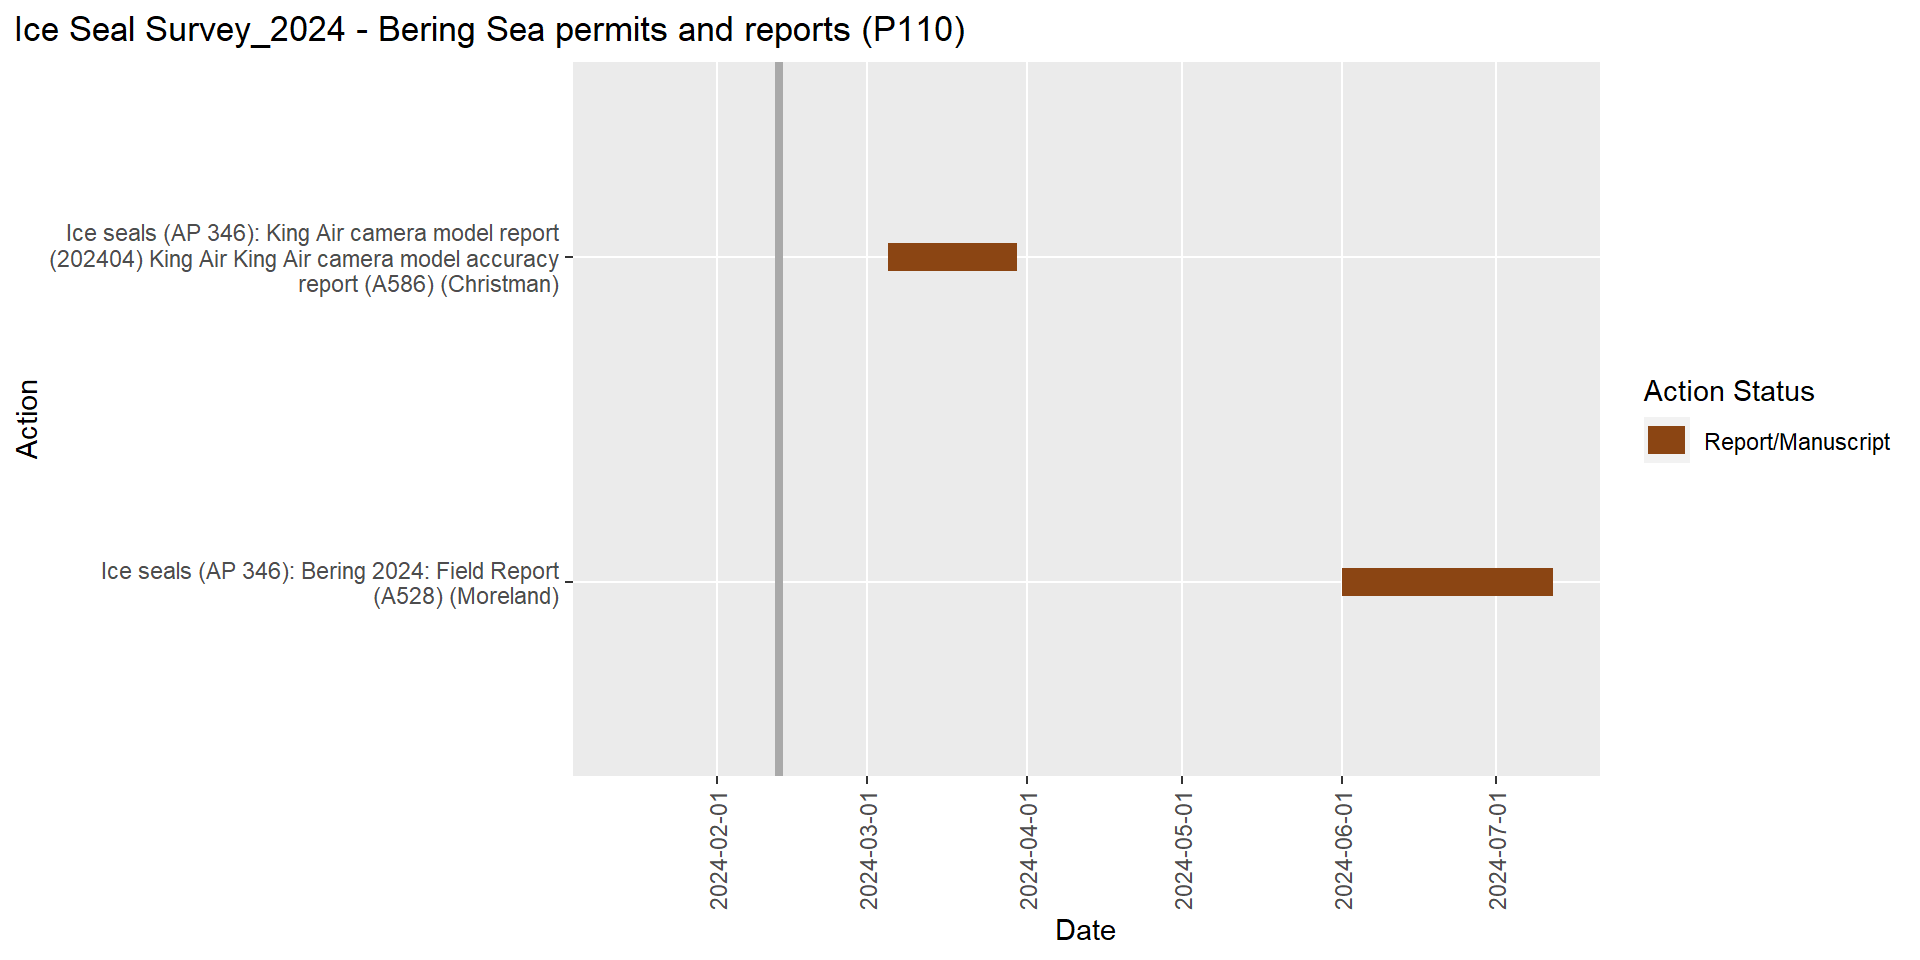 Ice Seal Survey_2024 - Bering Sea permits and reports (P110)
Action
Ice seals (AP 346): King Air camera model report
(202404) King Air King Air camera model accuracy
report (A586) (Christman)
Ice seals (AP 346): Bering 2024: Field Report
(A528) (Moreland)
2024-02-01
2024-03-01
2024-04-01
2024-05-01
2024-06-01
2024-07-01
Date
Action Status
Report/Manuscript